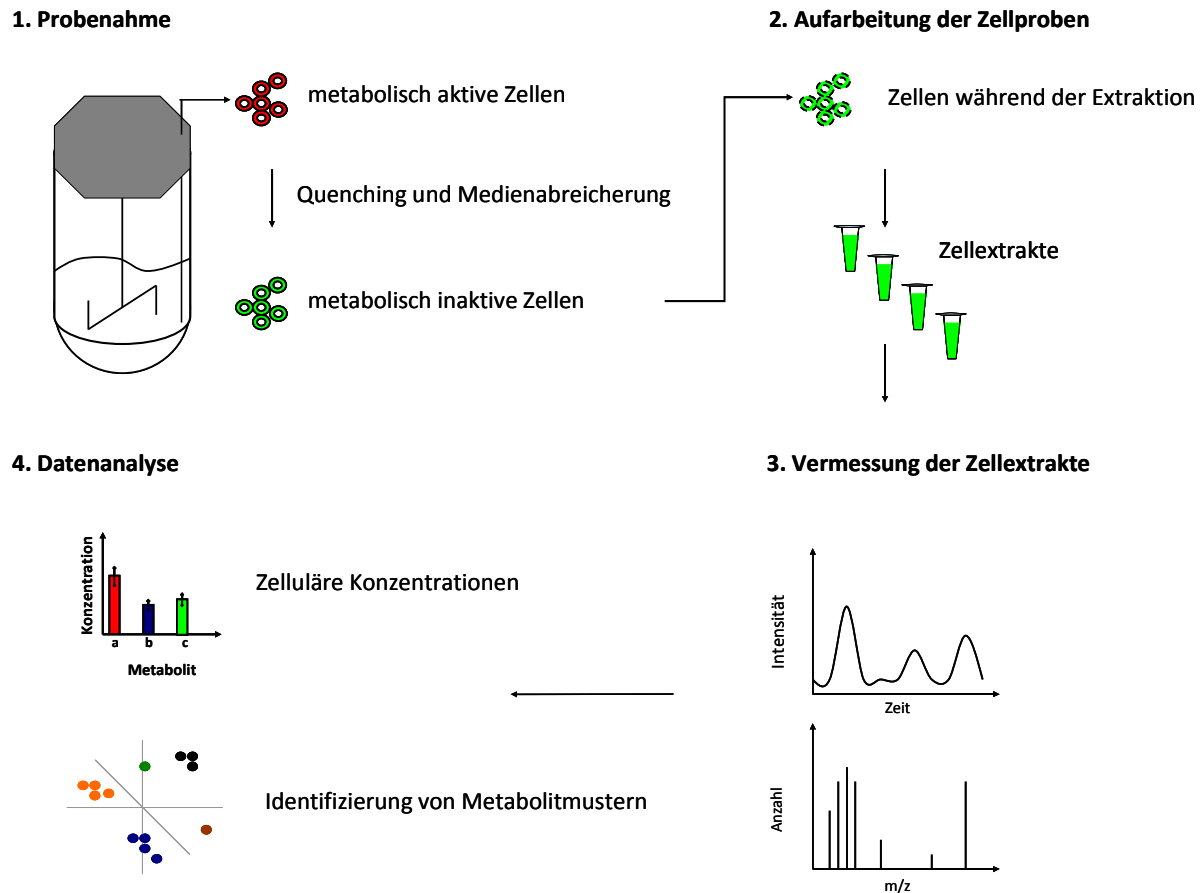 1. Probenahme
metabolisch aktive Zellen
Quenching und Medienabreicherung
metabolisch inaktive Zellen
2. Aufarbeitung der Zellproben
Zellen während der Extraktion
Zellextrakte
3. Vermessung der Zellextrakte
Intensität
Zeit
Anzahl
m/z
4. Datenanalyse
Konzentration
a b c
Metabolit
Zelluläre Konzentrationen
Identifizierung von Metabolitmustern